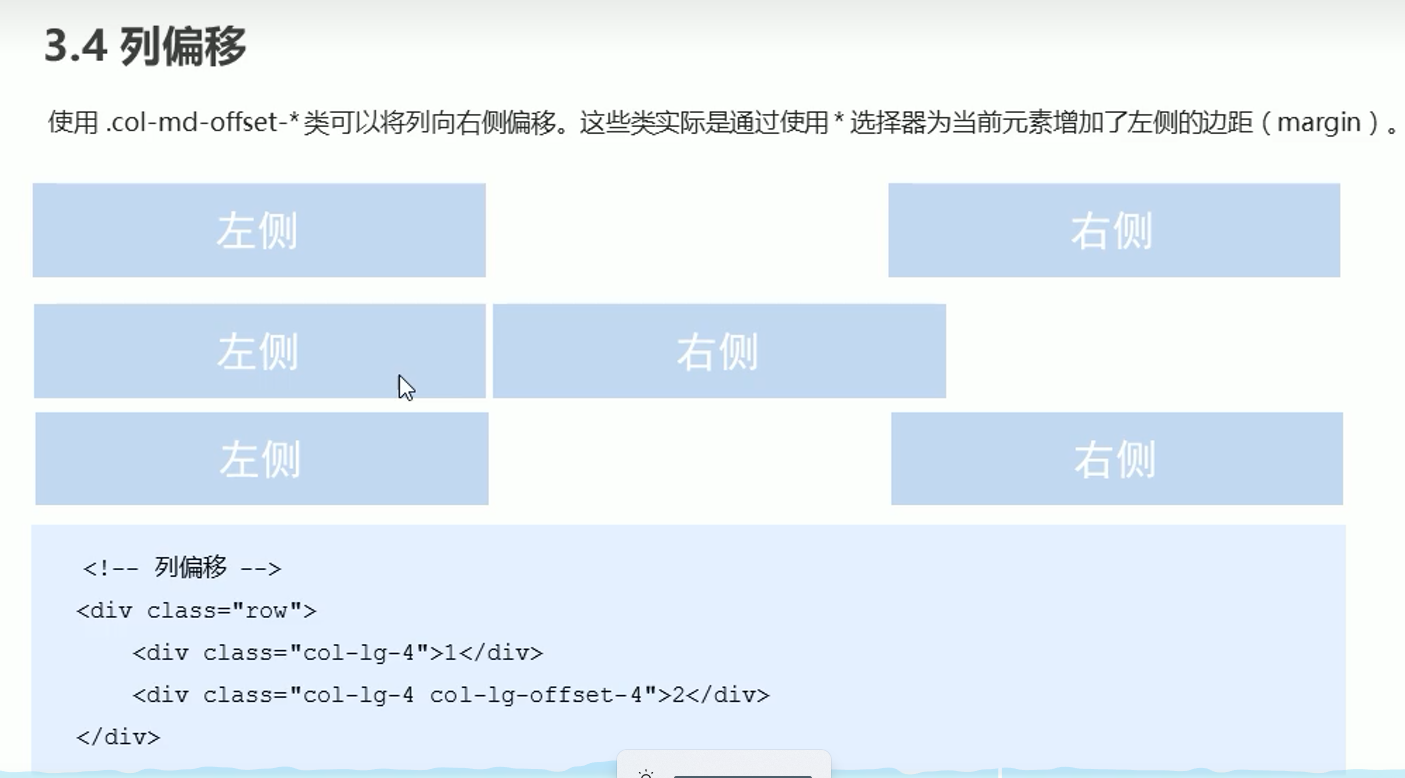 3.4 列偏移
使用 .col-md-offset-* 类可以将列向右侧偏移。这些类实际是通过使用 * 选择器为当前元素增加了左侧的边距（margin）。
左侧 右侧
左侧 右侧
左侧 右侧
<!-- 列偏移 -->
<div class="row">
    <div class="col-lg-4">1</div>
    <div class="col-lg-4 col-lg-offset-4">2</div>
</div>